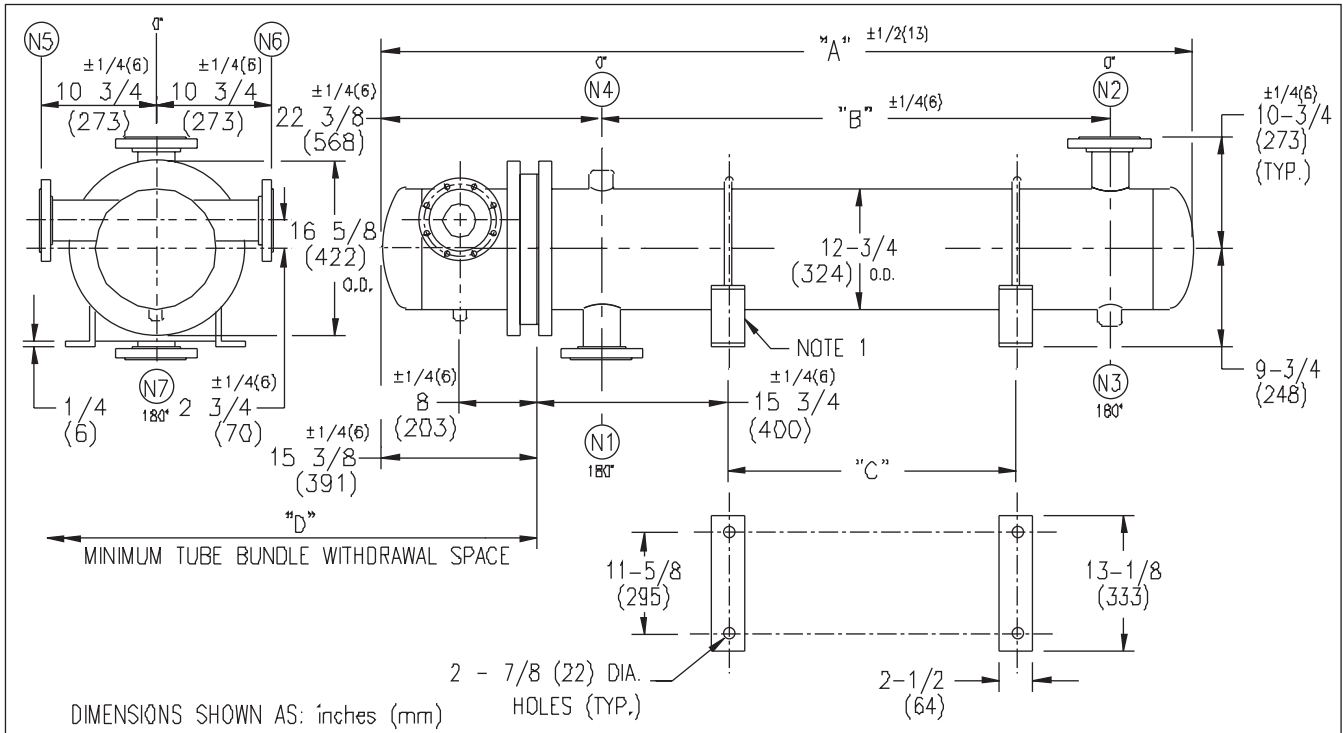 N5
0°
N6
±1/4(6)
±1/4(6)
10 3/4
(273)
10 3/4
(273)
"A" ±1/2(13)
±1/4(6)
22 3/8
(568)
0°
N4
"B" ±1/4(6)
0°
N2
±1/4(6)
10-3/4
(273)
(TYP.)
16 5/8
(422)
O.D.
12-3/4
(324) O.D.
NOTE 1
9-3/4
(248)
1/4
(6)
N7
180°
±1/4(6)
2 3/4
(70)
±1/4(6)
8
(203)
±1/4(6)
15 3/4
(400)
N1
180°
N3
180°
±1/4(6)
15 3/8
(391)
"C"
"D"
MINIMUM TUBE BUNDLE WITHDRAWAL SPACE
11-5/8
(295)
13-1/8
(333)
2 - 7/8 (22) DIA.
HOLES (TYP.)
2-1/2
(64)
DIMENSIONS SHOWN AS: inches (mm)